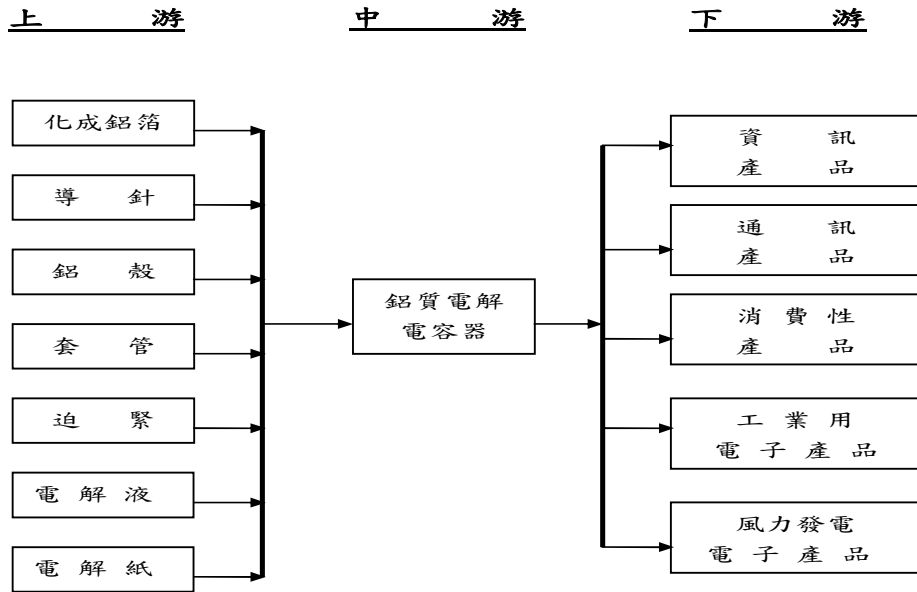 上游
中游
下游
化成鋁箔
導針
鋁殼
套管
迫緊
電解液
電解紙
鋁質電解
電容器
資訊
產品
通訊
產品
消費性
產品
工業用
電子產品
風力發電
電子產品